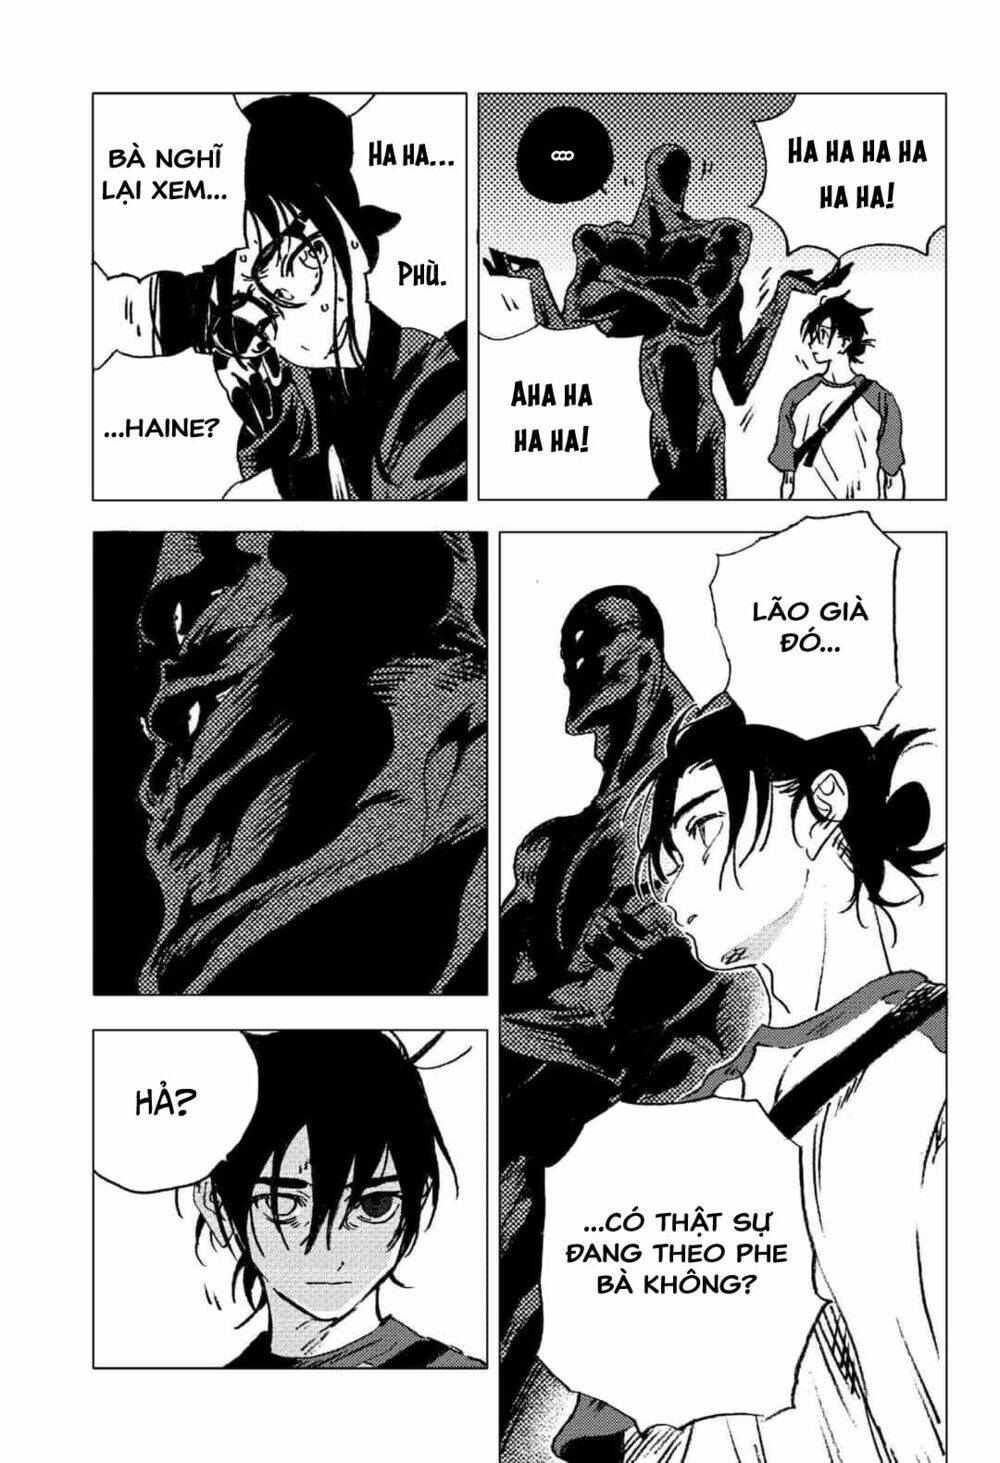 HA HA HA HA
HA HA!
...
AHA HA
HA HA!
HA HA...
PHÙ.
BÀ NGHĨ
LẠI XEM...
...HAINE?
LÃO GIÀ
ĐÓ...
...CÓ THẬT SỰ
ĐANG THEO PHE
BÀ KHÔNG?
HẢ?